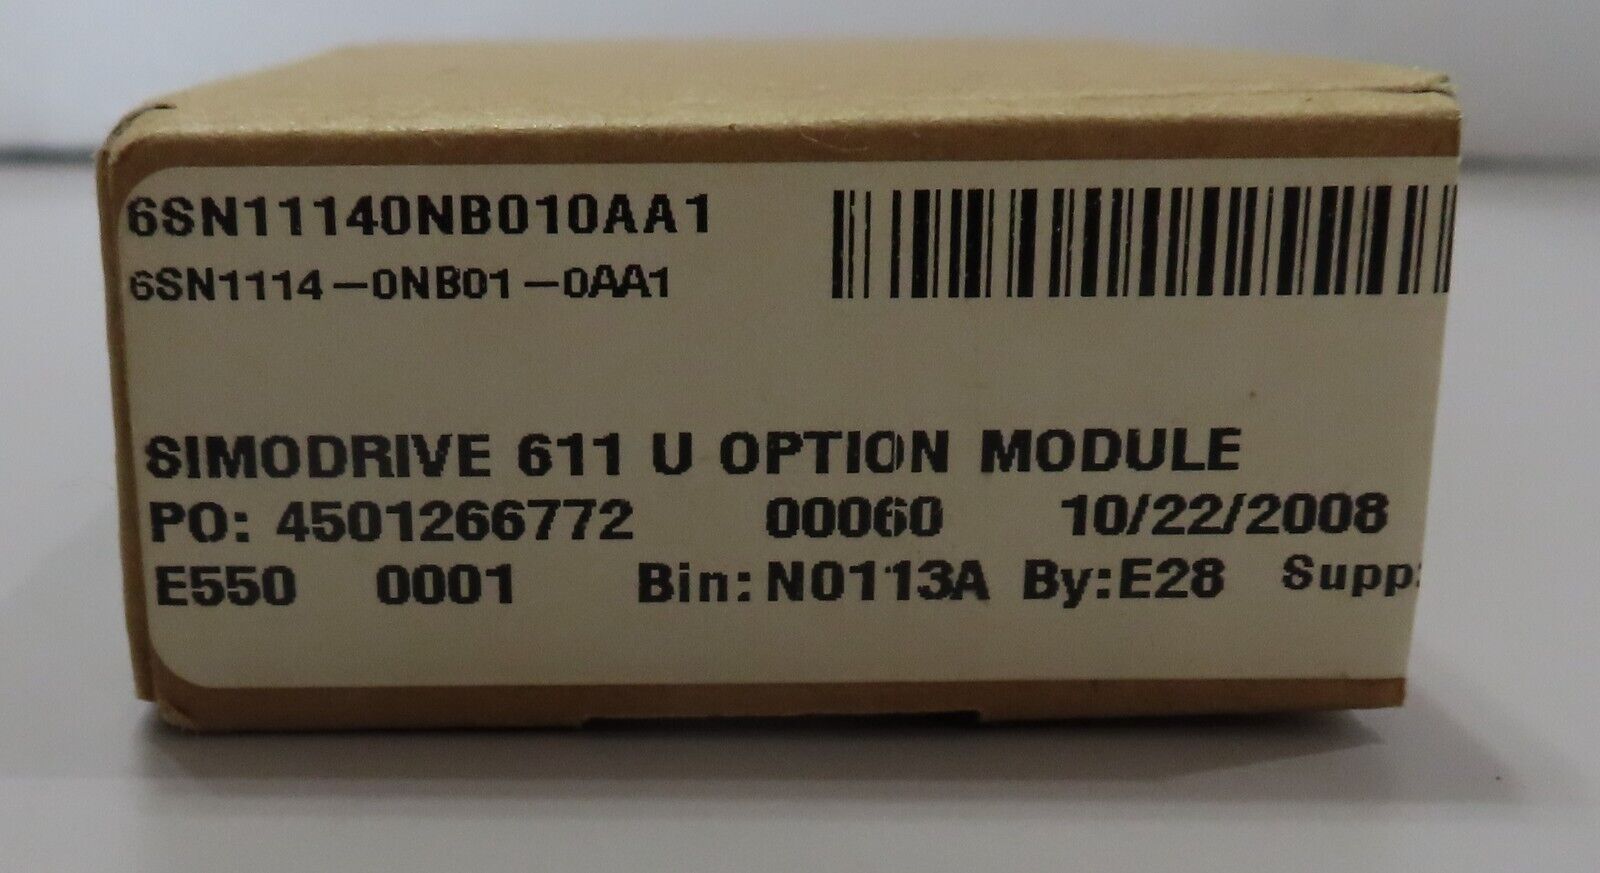 6SN11140NB010AA1
6SN1114-0NB01-0AA1
SIMODRIVE 611 U OPTION MODULE
PO: 4501266772 00060 10/22/2008
E550 0001 Bin:N0113A By:E28 Supp: